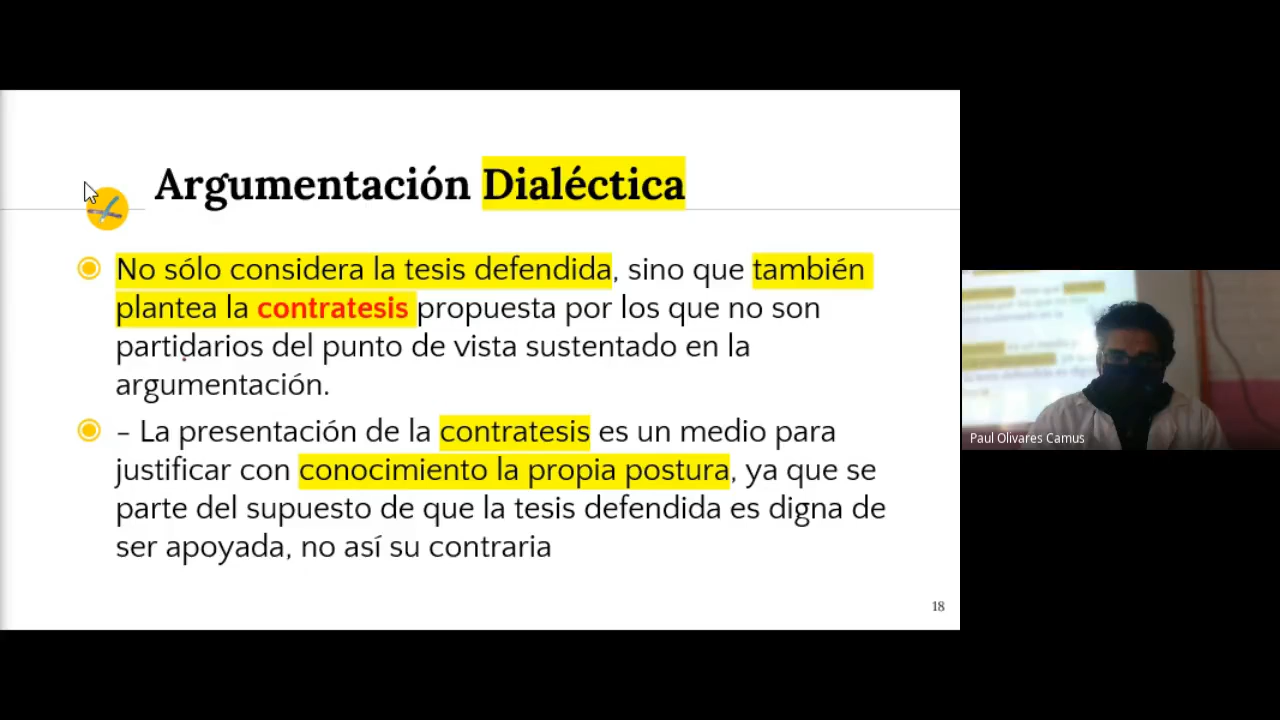 Argumentación Dialéctica
No sólo considera la tesis defendida, sino que también
plantea la contratesis propuesta por los que no son
partidarios del punto de vista sustentado en la
argumentación.
– La presentación de la contratesis es un medio para
justificar con conocimiento la propia postura, ya que se
parte del supuesto de que la tesis defendida es digna de
ser apoyada, no así su contraria
18
Paul Olivares Camus